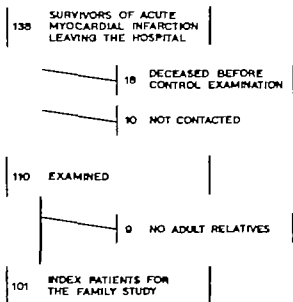 138 SURVIVORS OF ACUTE
MYOCARDIAL INFARCTION
LEAVING THE HOSPITAL
18 DECEASED BEFORE
CONTROL EXAMINATION
10 NOT CONTACTED
110 EXAMINED
9 NO ADULT RELATIVES
101 INDEX PATIENTS FOR
THE FAMILY STUDY